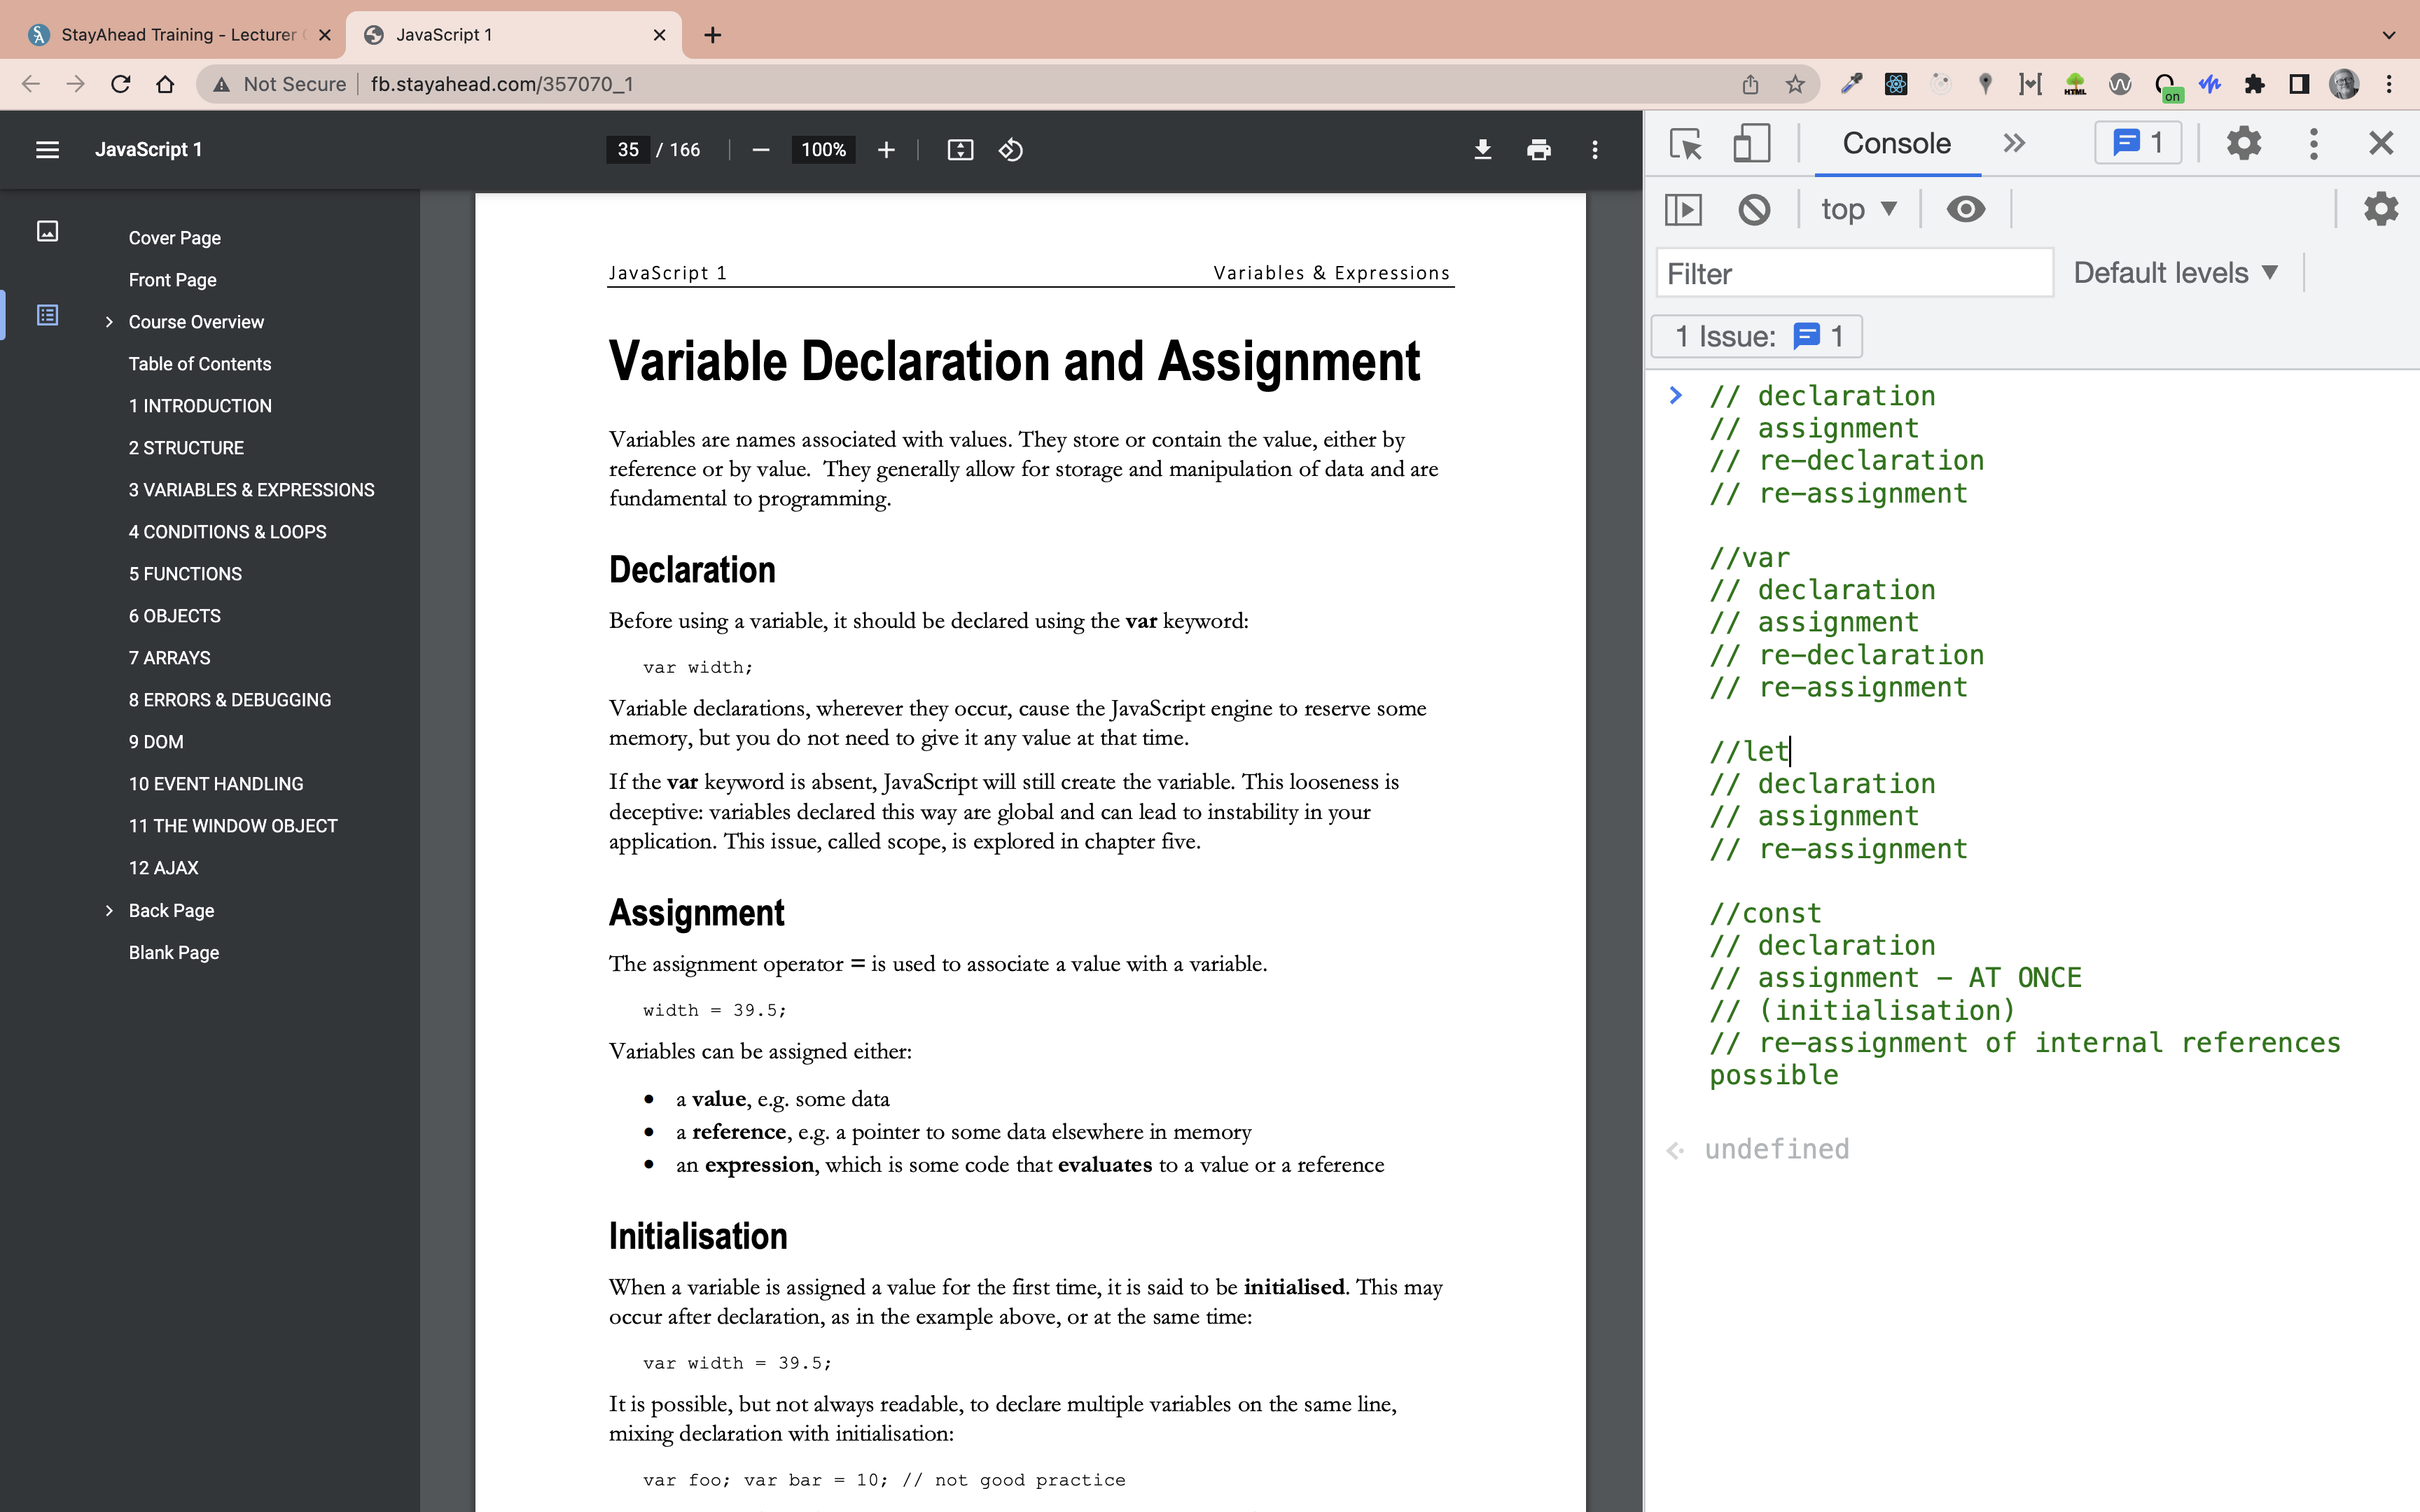 StayAhead Training - Lecturer
JavaScript 1
Not Secure
fb.stayahead.com/357070_1
HTML
on
JavaScript 1
35 / 166
100%
Cover Page
Front Page
Course Overview
Table of Contents
1 INTRODUCTION
2 STRUCTURE
3 VARIABLES & EXPRESSIONS
4 CONDITIONS & LOOPS
5 FUNCTIONS
6 OBJECTS
7 ARRAYS
8 ERRORS & DEBUGGING
9 DOM
10 EVENT HANDLING
11 THE WINDOW OBJECT
12 AJAX
Back Page
Blank Page
JavaScript 1
Variables & Expressions
Variable Declaration and Assignment
Variables are names associated with values. They store or contain the value, either by
reference or by value.  They generally allow for storage and manipulation of data and are
fundamental to programming.
Declaration
Before using a variable, it should be declared using the var keyword:
var width;
Variable declarations, wherever they occur, cause the JavaScript engine to reserve some
memory, but you do not need to give it any value at that time.
If the var keyword is absent, JavaScript will still create the variable. This looseness is
deceptive: variables declared this way are global and can lead to instability in your
application. This issue, called scope, is explored in chapter five.
Assignment
The assignment operator = is used to associate a value with a variable.
width = 39.5;
Variables can be assigned either:
• a value, e.g. some data
• a reference, e.g. a pointer to some data elsewhere in memory
• an expression, which is some code that evaluates to a value or a reference
Initialisation
When a variable is assigned a value for the first time, it is said to be initialised. This may
occur after declaration, as in the example above, or at the same time:
var width = 39.5;
It is possible, but not always readable, to declare multiple variables on the same line,
mixing declaration with initialisation:
var foo; var bar = 10; // not good practice
Console
1
top
Filter
Default levels
1 Issue: 1
// declaration
// assignment
// re-declaration
// re-assignment
//var
// declaration
// assignment
// re-declaration
// re-assignment
//let
// declaration
// assignment
// re-assignment
//const
// declaration
// assignment - AT ONCE
// (initialisation)
// re-assignment of internal references
possible
undefined